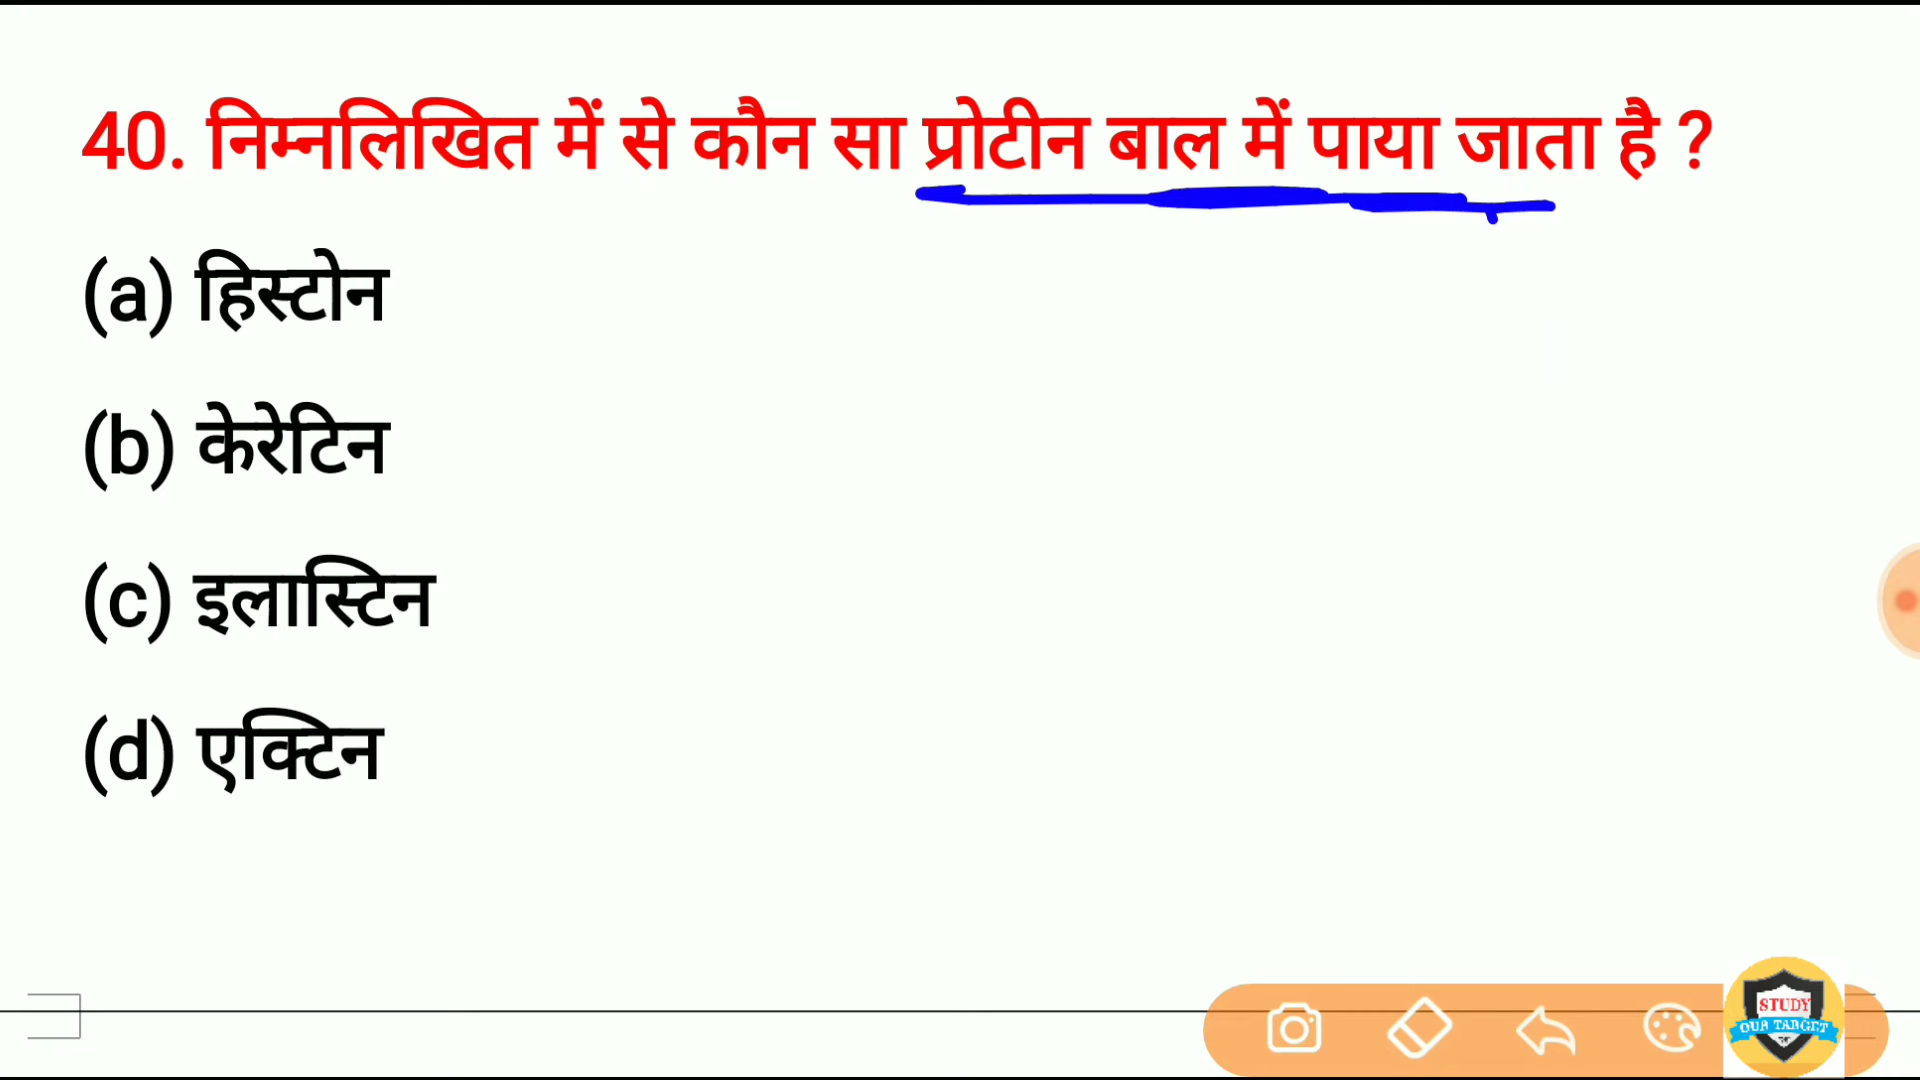 40. निम्नलिखित में से कौन सा प्रोटीन बाल में पाया जाता है ?
(a) हिस्टोन
(b) केरेटिन
(c) इलास्टिन
(d) एक्टिन
STUDY
OUR TARGET